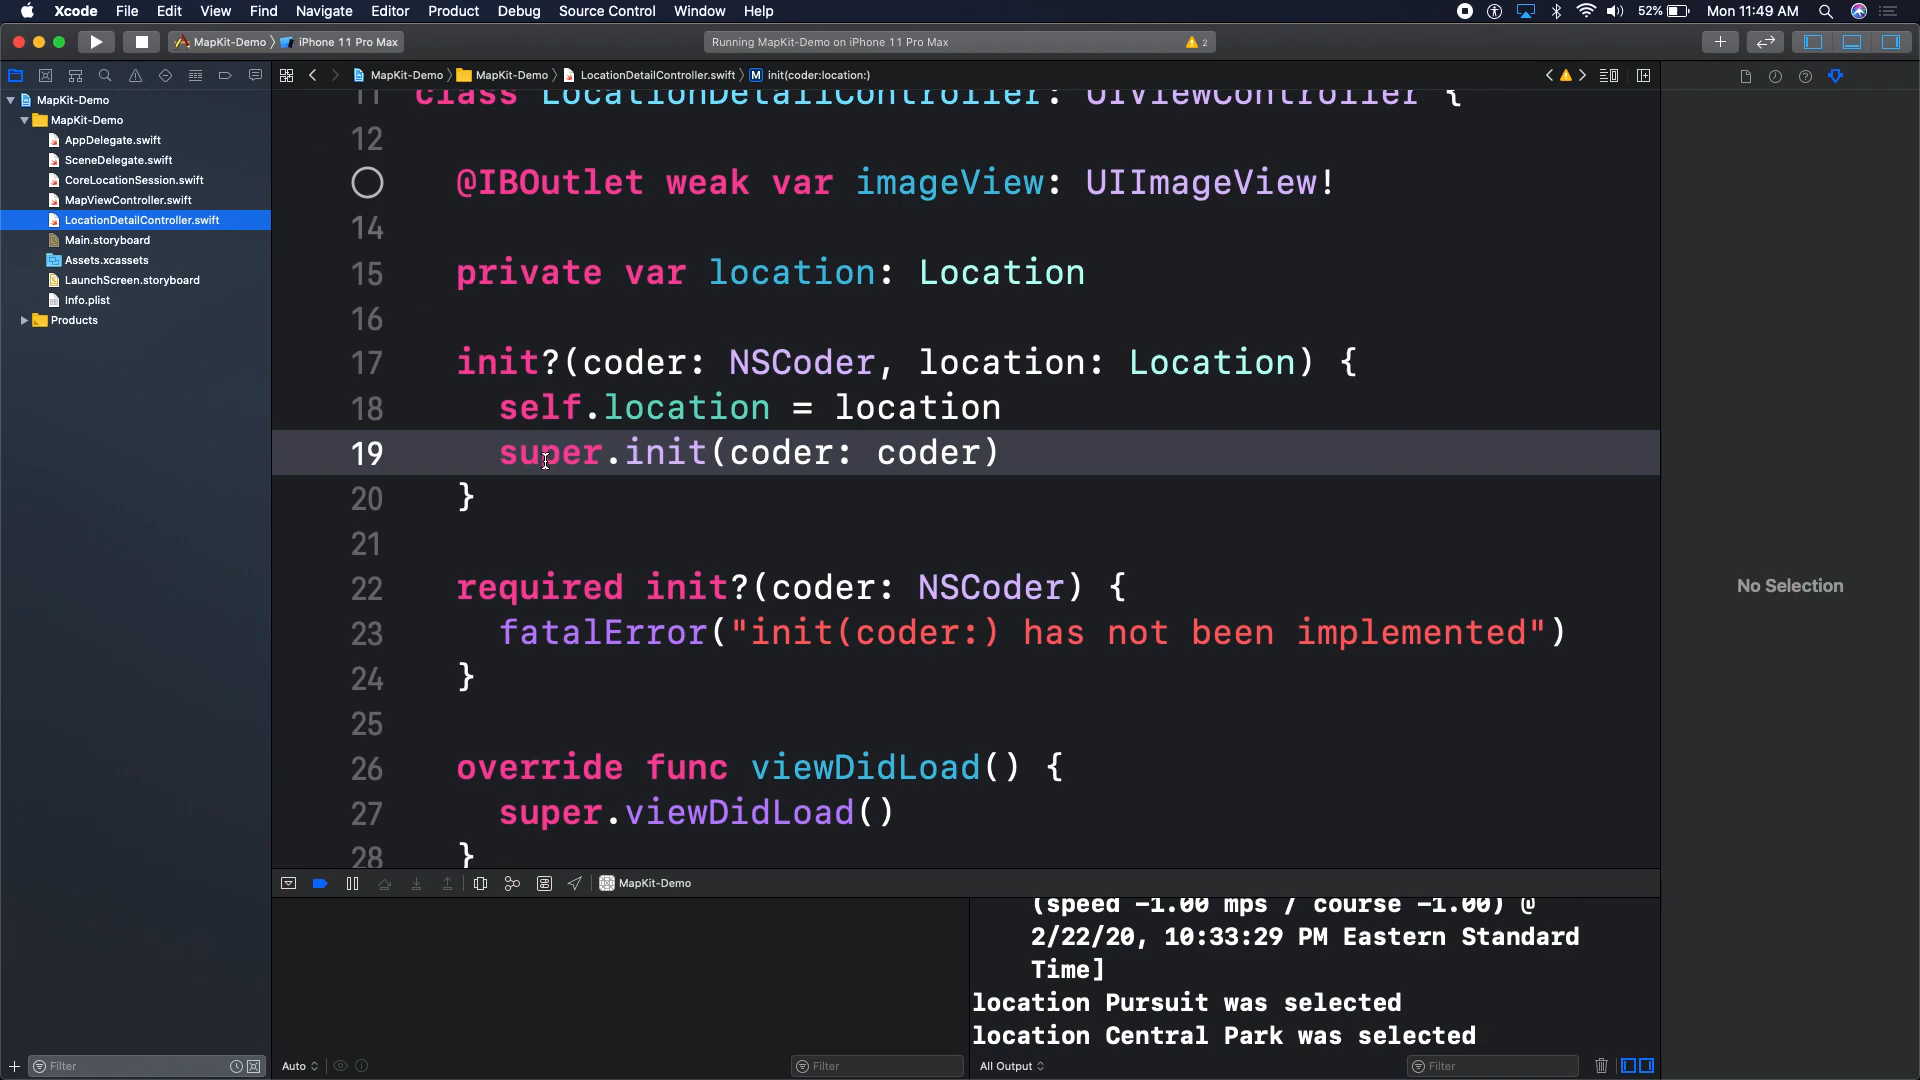 Xcode File Edit View Find Navigate Editor Product Debug Source Control Window Help 52% Mon 11:49 AM
MapKit-Demo iPhone 11 Pro Max Running MapKit-Demo on iPhone 11 Pro Max 2
MapKit-Demo MapKit-Demo LocationDetailController.swift M init(coder:location:)
MapKit-Demo
MapKit-Demo
AppDelegate.swift
SceneDelegate.swift
CoreLocationSession.swift
MapViewController.swift
LocationDetailController.swift
Main.storyboard
Assets.xcassets
LaunchScreen.storyboard
Info.plist
Products
Filter
11 class LocationDetailController: UIViewController {
12
@IBOutlet weak var imageView: UIImageView!
14
15 private var location: Location
16
17 init?(coder: NSCoder, location: Location) {
18 self.location = location
19 super.init(coder: coder)
20 }
21
22 required init?(coder: NSCoder) {
23 fatalError("init(coder:) has not been implemented")
24 }
25
26 override func viewDidLoad() {
27 super.viewDidLoad()
28 }
MapKit-Demo
(speed -1.00 mps / course -1.00) @
2/22/20, 10:33:29 PM Eastern Standard
Time]
location Pursuit was selected
location Central Park was selected
Auto Filter All Output Filter
No Selection